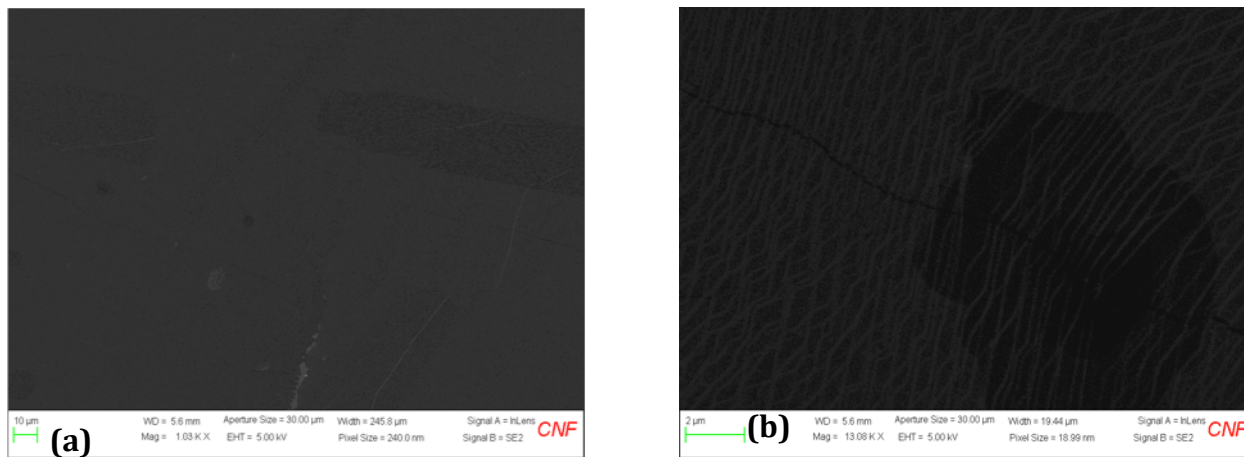 10 µm
WD = 5.6 mm
Aperture Size = 30.00 µm
Width = 245.8 µm
Signal A = InLens
Mag = 1.03 K X
EHT = 5.00 kV
Pixel Size = 240.0 nm
Signal B = SE2
CNF
(a)
2 µm
WD = 5.6 mm
Aperture Size = 30.00 µm
Width = 19.44 µm
Signal A = InLens
Mag = 13.08 K X
EHT = 5.00 kV
Pixel Size = 18.99 nm
Signal B = SE2
CNF
(b)